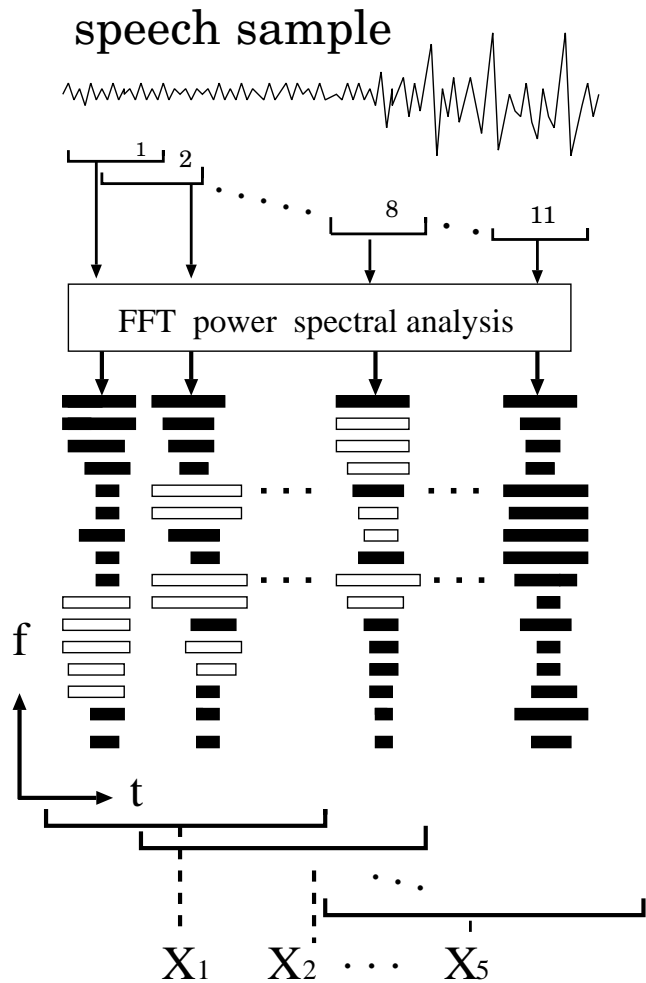 speech sample
1
2
8
11
FFT power spectral analysis
f
t
X1 X2 . . . X5